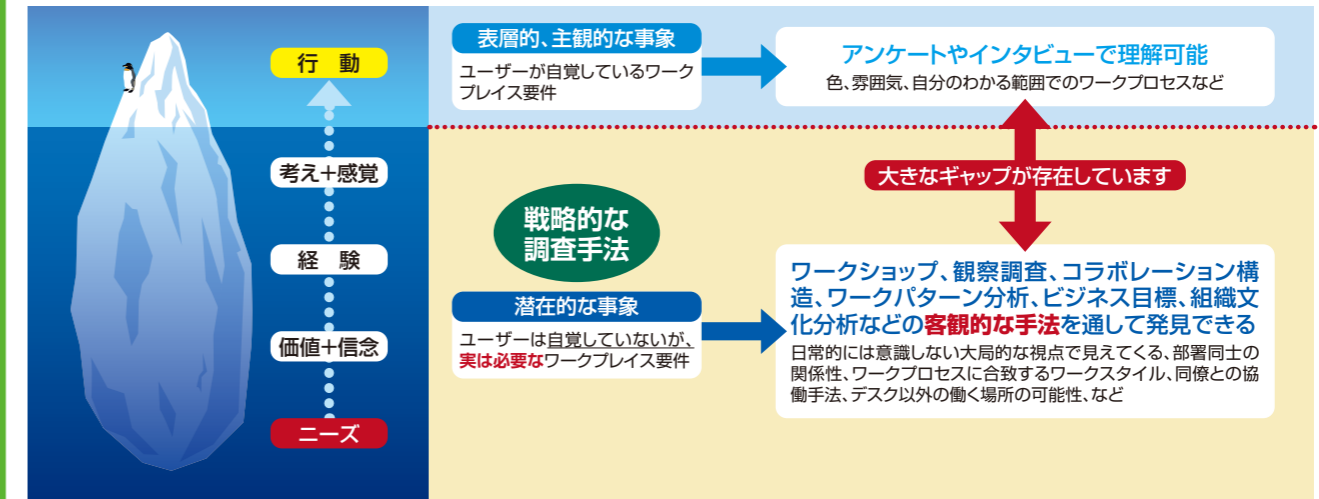 行 動
考え+感覚
経 験
価値+信念
ニーズ
表層的、主観的な事象
ユーザーが自覚しているワーク
プレイス要件
アンケートやインタビューで理解可能
色、雰囲気、自分のわかる範囲でのワークプロセスなど
大きなギャップが存在しています
戦略的な
調査手法
潜在的な事象
ユーザーは自覚していないが、
実は必要なワークプレイス要件
ワークショップ、観察調査、コラボレーション構
造、ワークパターン分析、ビジネス目標、組織文
化分析などの客観的な手法を通して発見できる
日常的には意識しない大局的な視点で見えてくる、部署同士の
関係性、ワークプロセスに合致するワークスタイル、同僚との協
働手法、デスク以外の働く場所の可能性、など